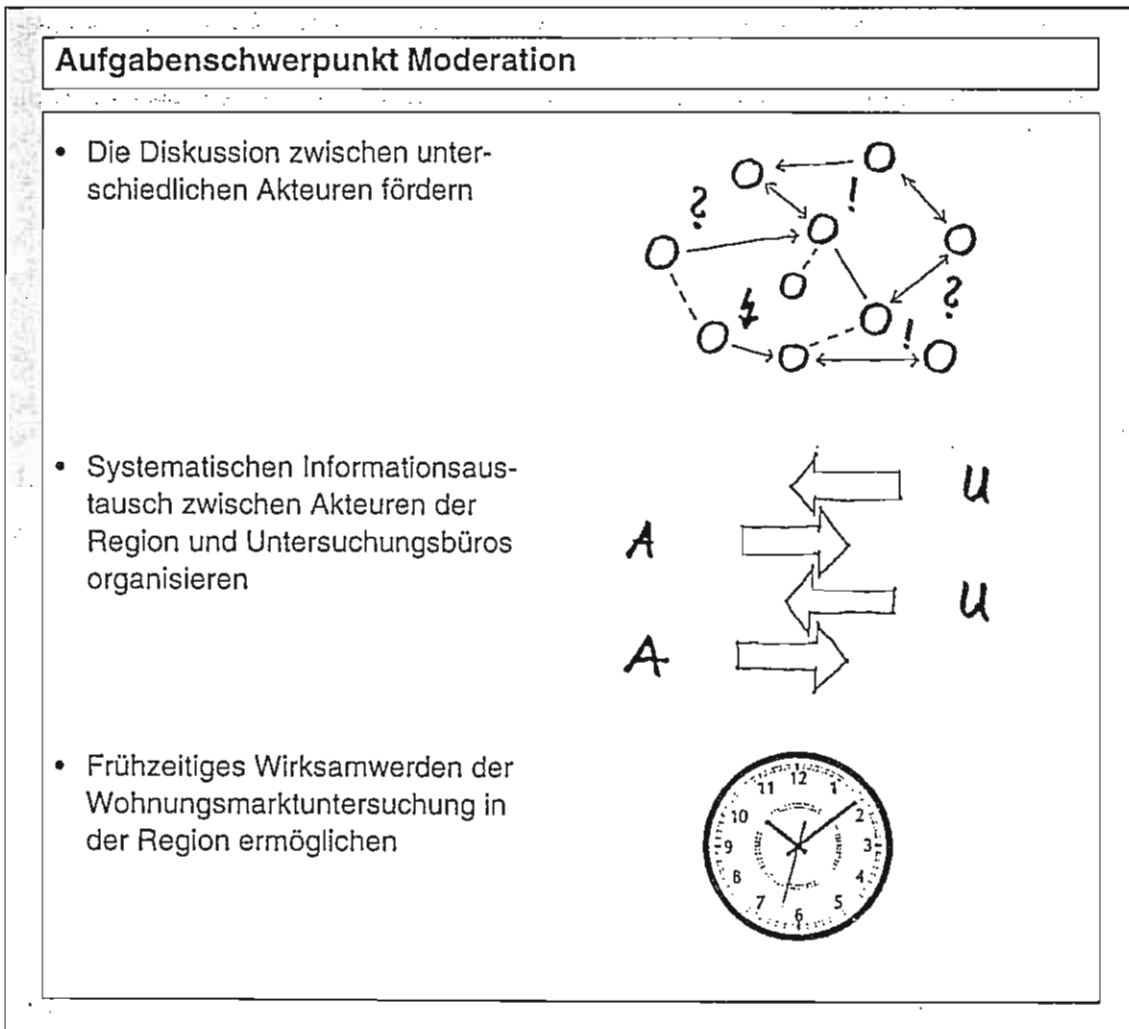 Aufgabenschwerpunkt Moderation
• Die Diskussion zwischen unter-
schiedlichen Akteuren fördern
? ! ? !
• Systematischen Informationsaus-
tausch zwischen Akteuren der
Region und Untersuchungsbüros
organisieren
U
A
U
A
• Frühzeitiges Wirksamwerden der
Wohnungsmarktuntersuchung in
der Region ermöglichen
12 1 2 3 4 5 6 7 8 9 10 11